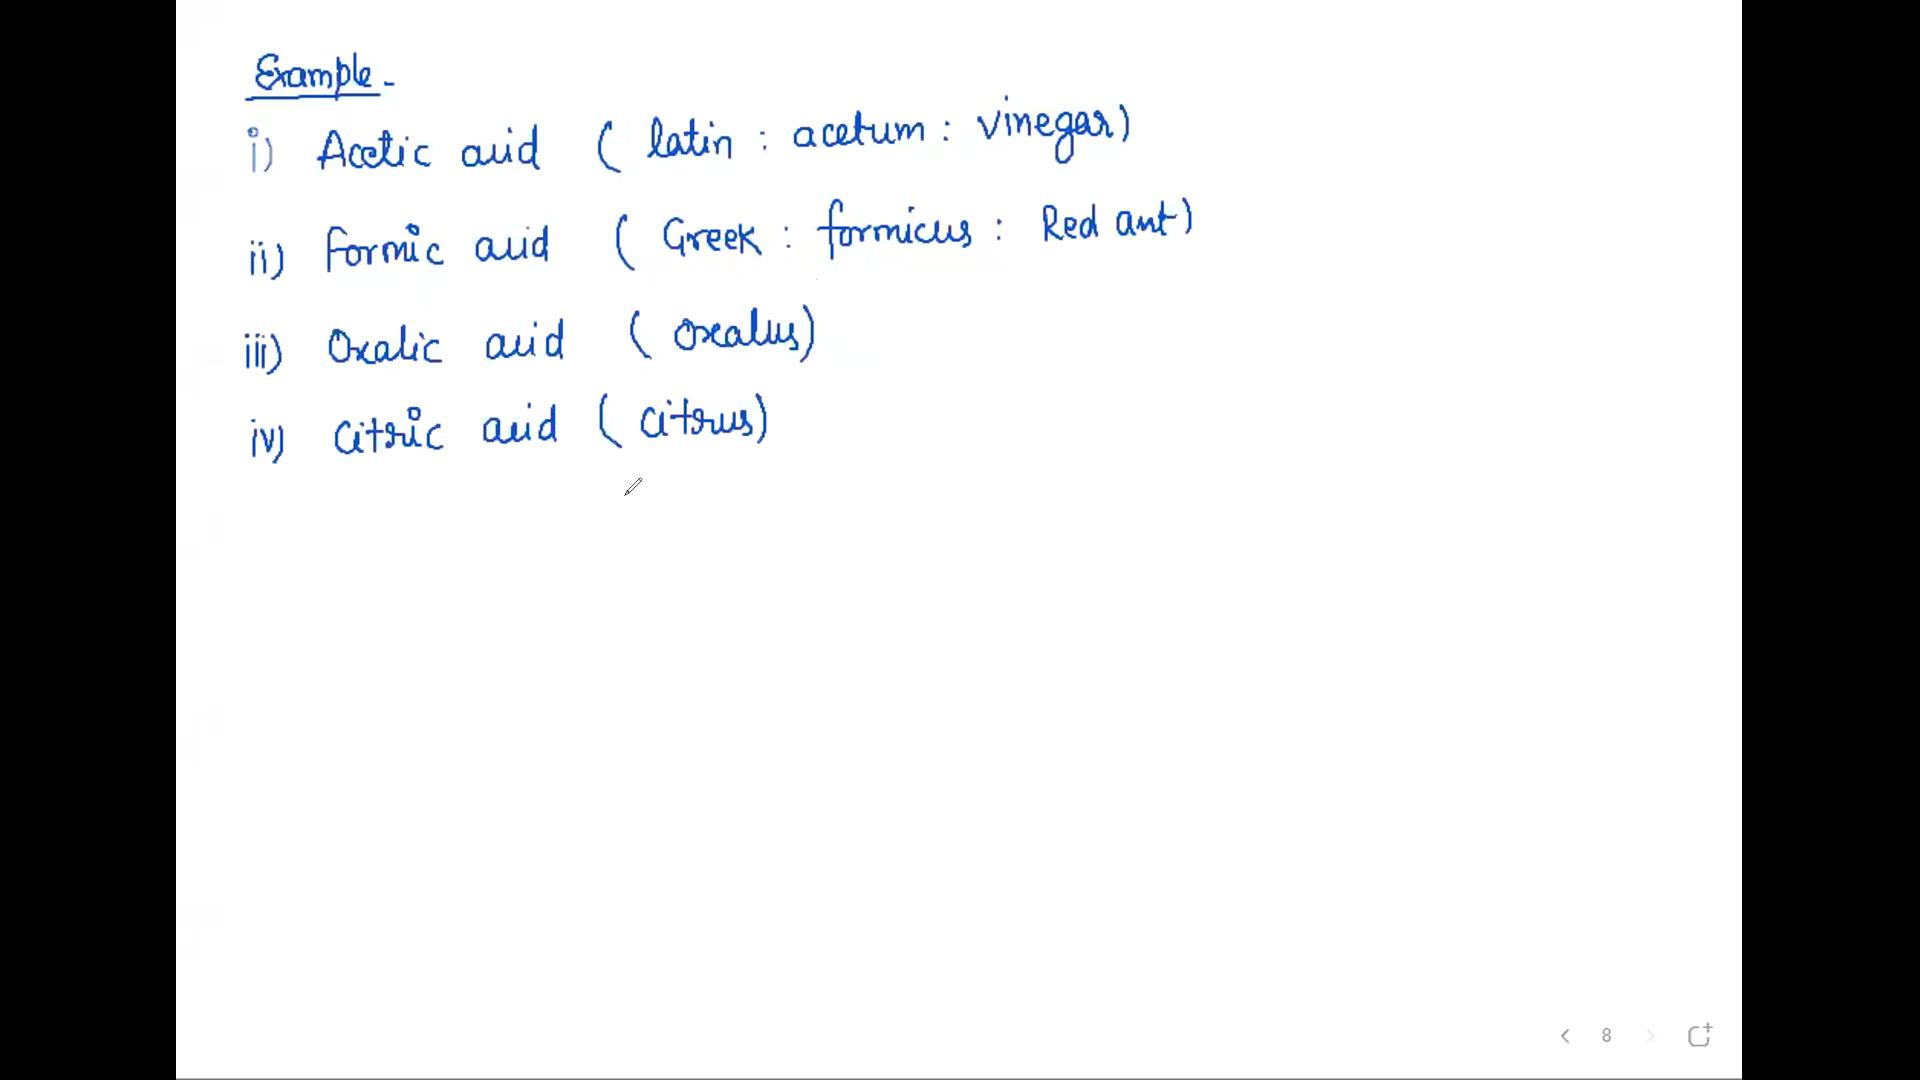 Example -
i) Acetic acid ( latin : acetum : vinegar)
ii) Formic acid ( Greek : formicus : Red ant)
iii) Oxalic acid ( oxalus)
iv) Citric acid ( citrus)
8